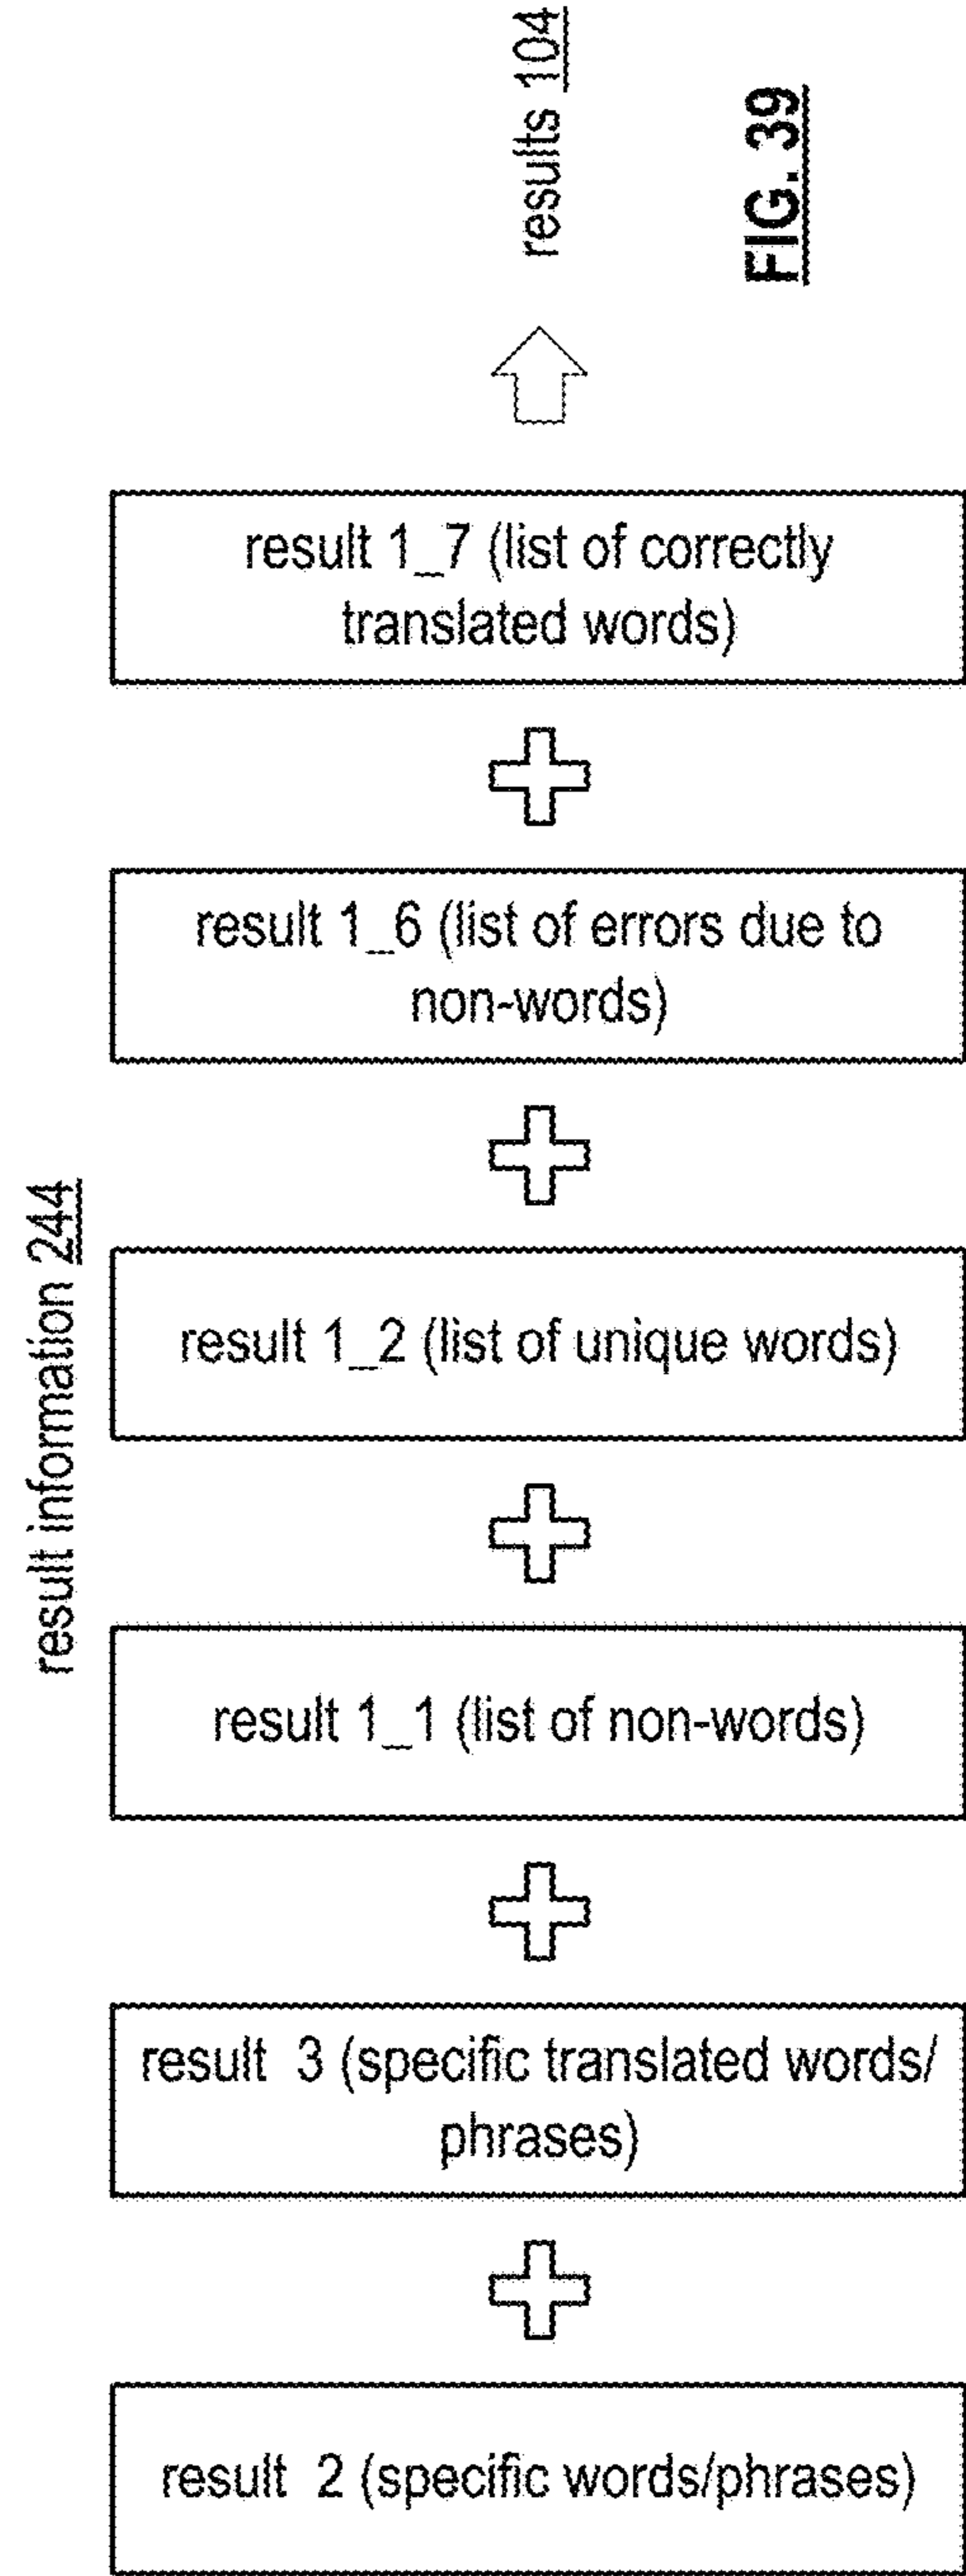 result information 244
result 2 (specific words/phrases)
result 3 (specific translated words/
phrases)
result 1_1 (list of non-words)
result 1_2 (list of unique words)
result 1_6 (list of errors due to
non-words)
result 1_7 (list of correctly
translated words)
results 104
FIG. 39